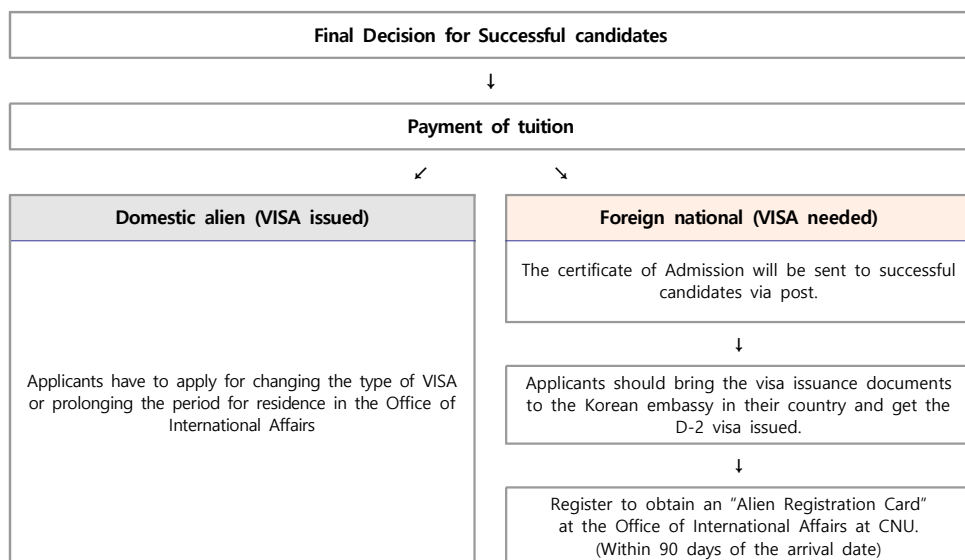 Final Decision for Successful candidates
↓
Payment of tuition
↙ ↘
Domestic alien (VISA issued)
Applicants have to apply for changing the type of VISA
or prolonging the period for residence in the Office of
International Affairs
Foreign national (VISA needed)
The certificate of Admission will be sent to successful
candidates via post.
↓
Applicants should bring the visa issuance documents
to the Korean embassy in their country and get the
D-2 visa issued.
↓
Register to obtain an “Alien Registration Card”
at the Office of International Affairs at CNU.
(Within 90 days of the arrival date)